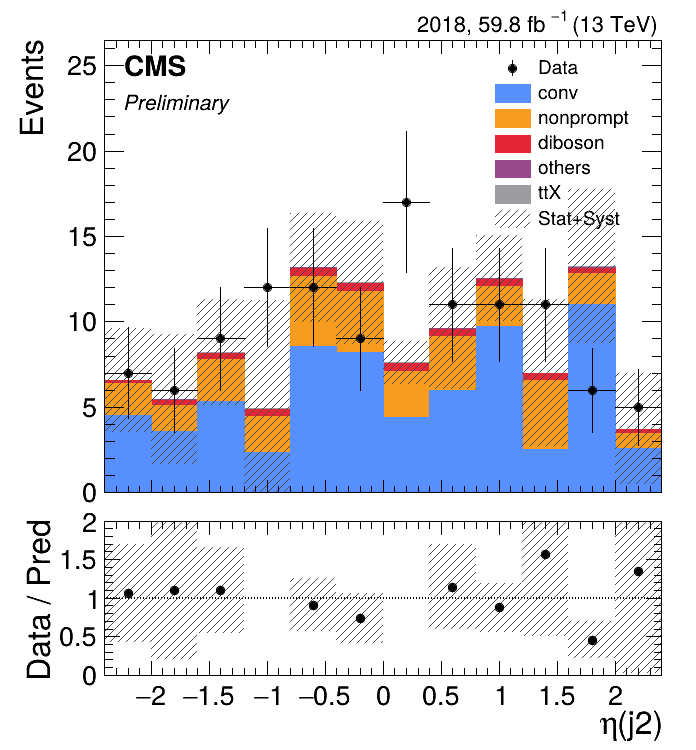 2018, 59.8 fb⁻¹ (13 TeV)
CMS
Preliminary
Data
conv
nonprompt
diboson
others
ttX
Stat+Syst
Events
25
20
15
10
5
0
Data / Pred
2
1.5
1
0.5
0
−2 −1.5 −1 −0.5 0 0.5 1 1.5 2
η(j2)